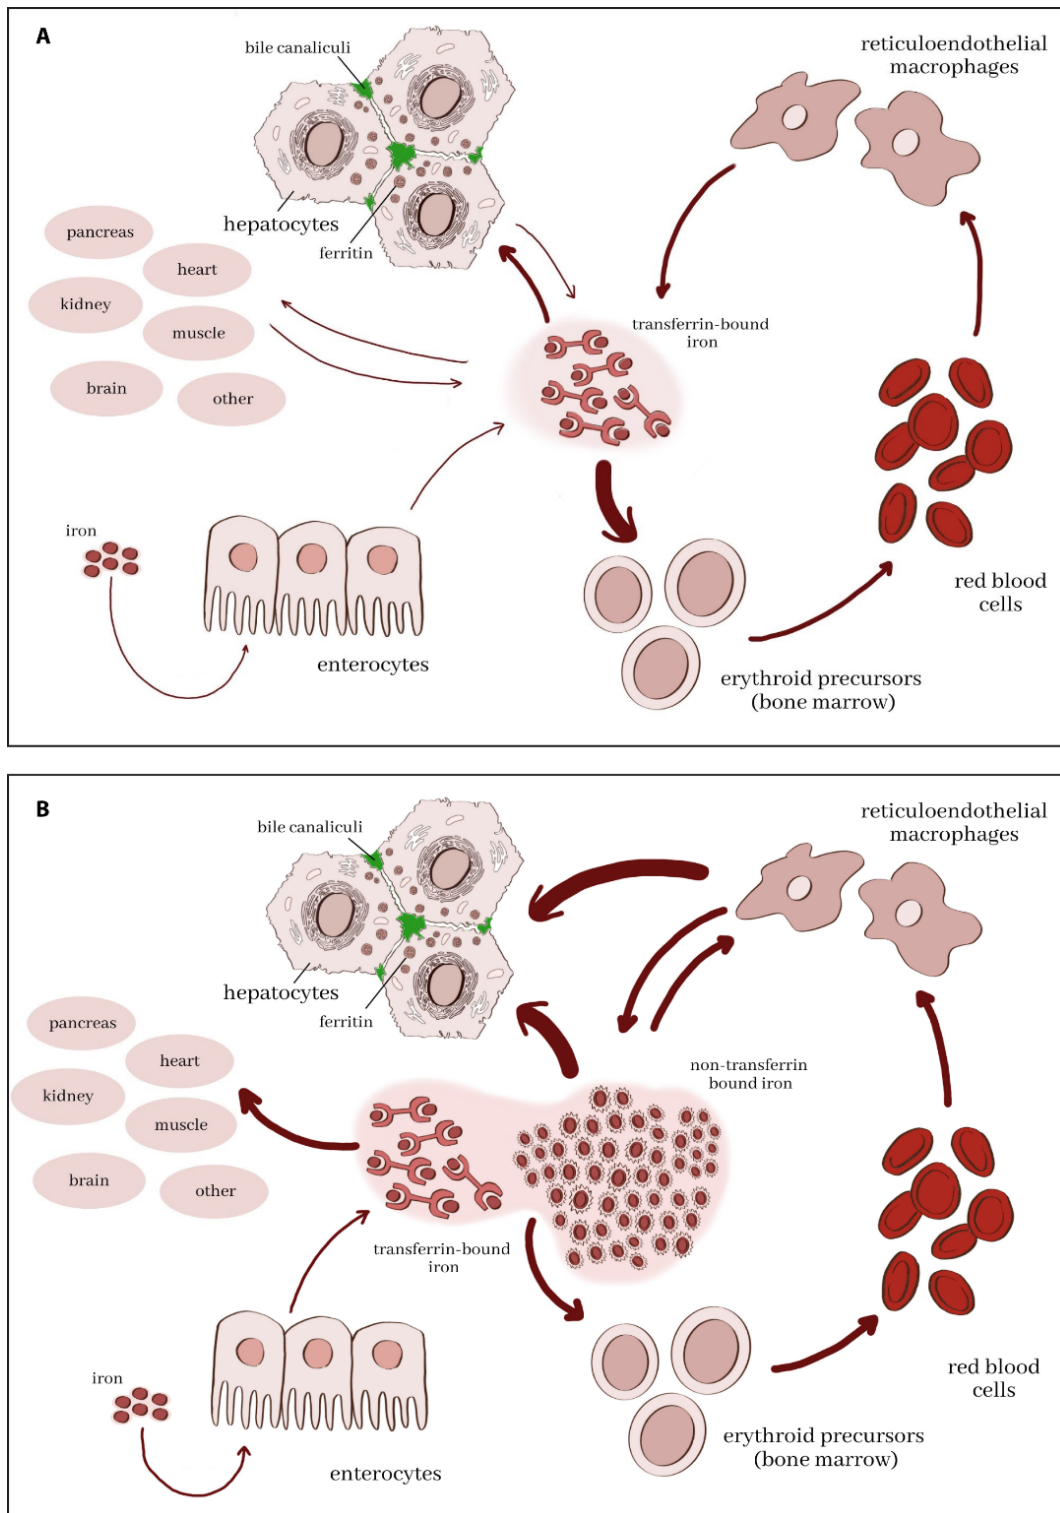 A
bile canaliculi
reticuloendothelial
macrophages
hepatocytes
ferritin
pancreas
heart
kidney
muscle
brain
other
transferrin-bound
iron
iron
enterocytes
red blood
cells
erythroid precursors
(bone marrow)
B
bile canaliculi
reticuloendothelial
macrophages
hepatocytes
ferritin
pancreas
heart
kidney
muscle
brain
other
non-transferrin
bound iron
transferrin-bound
iron
iron
enterocytes
red blood
cells
erythroid precursors
(bone marrow)